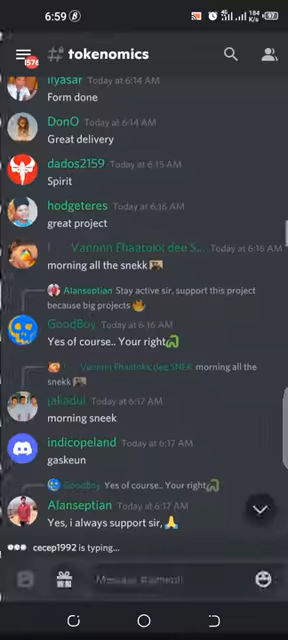 6:59
97
tokenomics
ilyasar Today at 6:14 AM
Form done
DonO Today at 6:14 AM
Great delivery
dados2159 Today at 6:15 AM
Spirit
hodgeteres Today at 6:16 AM
great project
Today at 6:16 AM
morning all the snekk
Alanseptian Stay active sir, support this project
because big projects
GoodBoy Today at 6:16 AM
Yes of course.. Your right
morning all the
snekk
jakadul Today at 6:17 AM
morning sneek
indicopeland Today at 6:17 AM
gaskeun
GoodBoy Yes of course.. Your right
Alanseptian Today at 6:17 AM
Yes, i always support sir,
cecep1992 is typing...